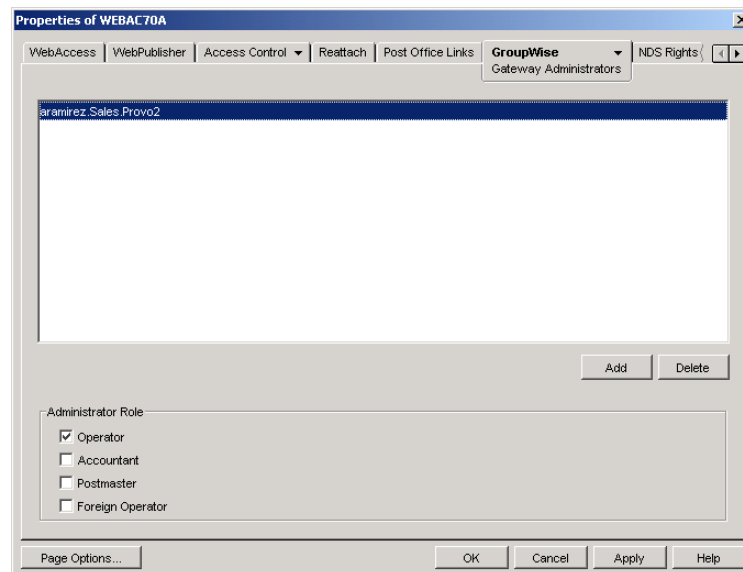 Properties of WEBAC70A
WebAccess WebPublisher Access Control Reattach Post Office Links GroupWise NDS Rights
Gateway Administrators
aramirez.Sales.Provo2
Add Delete
Administrator Role
Operator
Accountant
Postmaster
Foreign Operator
Page Options... OK Cancel Apply Help